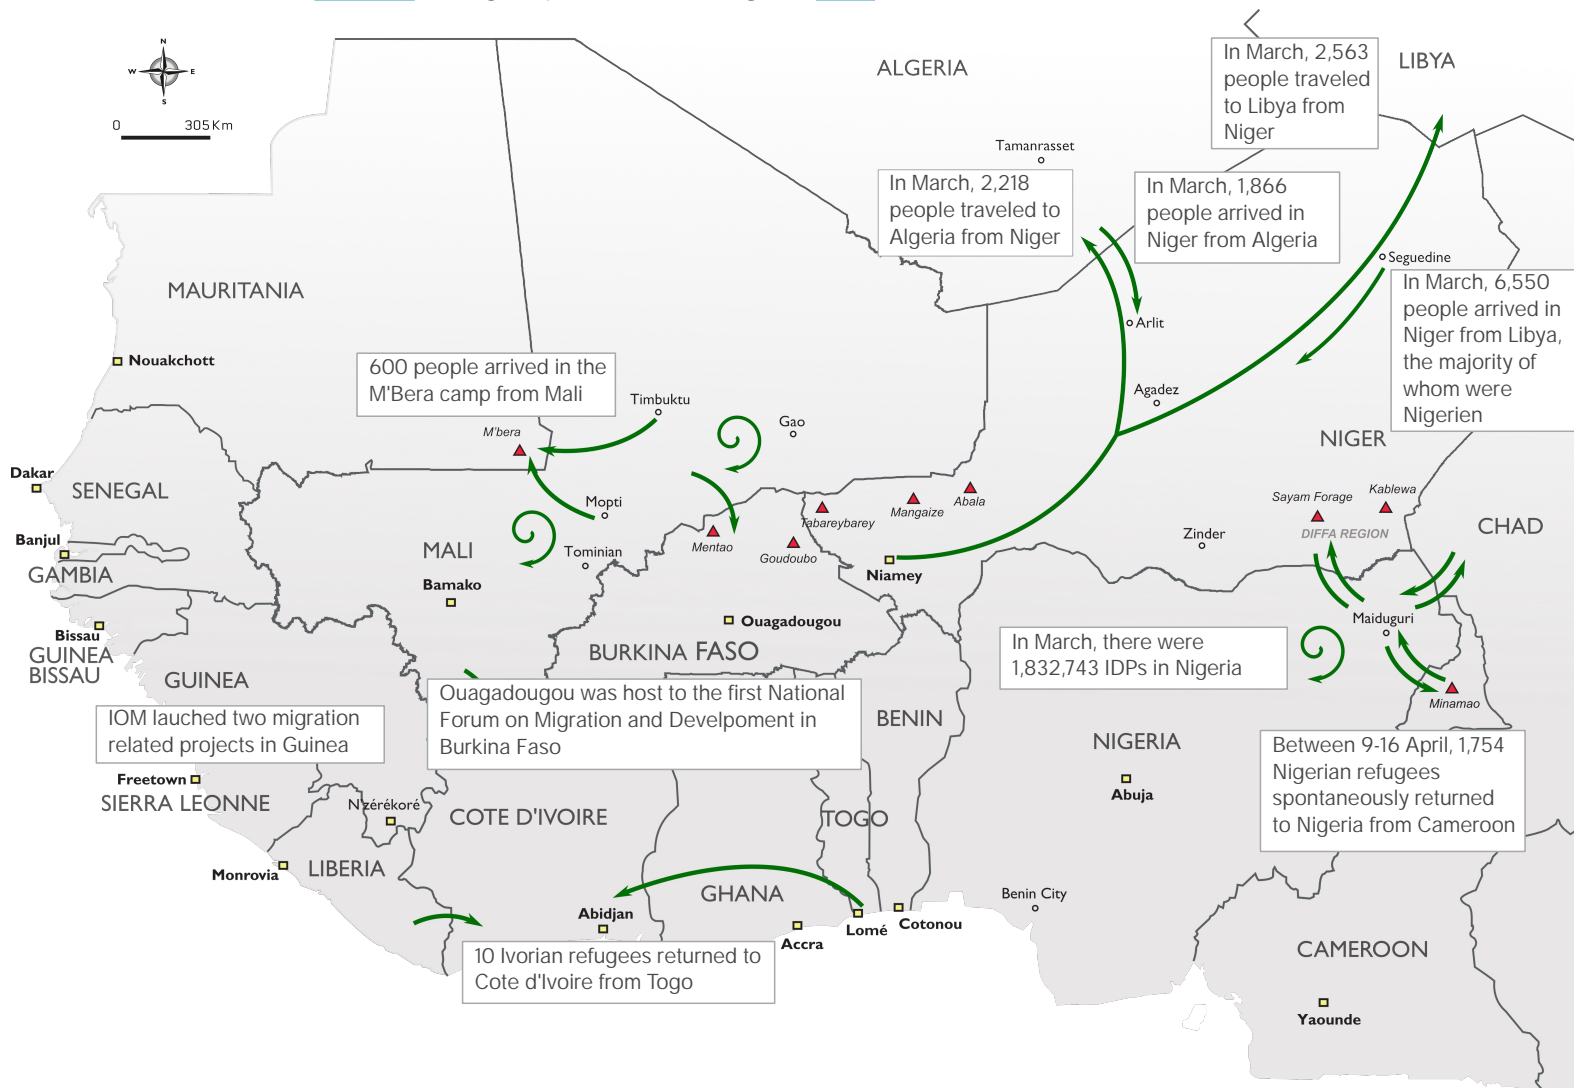 N
W E
S
0 305 Km
ALGERIA
LIBYA
In March, 2,563
people traveled
to Libya from
Niger
Tamanrasset
In March, 2,218
people traveled to
Algeria from Niger
In March, 1,866
people arrived in
Niger from Algeria
Seguedine
In March, 6,550
people arrived in
Niger from Libya,
the majority of
whom were
Nigerien
MAURITANIA
Nouakchott
Arlit
Agadez
600 people arrived in the
M'Bera camp from Mali
Timbuktu
Gao
M'bera
NIGER
Dakar
SENEGAL
Mopti
Tabareybarey
Mangaize
Abala
Sayam Forage
Kablewa
DIFFA REGION
CHAD
Zinder
Banjul
GAMBIA
MALI
Tominian
Mentao
Goudoubo
Niamey
Bamako
Ouagadougou
Maiduguri
Bissau
GUINEA
BISSAU
BURKINA FASO
In March, there were
1,832,743 IDPs in Nigeria
GUINEA
Minamao
Ouagadougou was host to the first National
Forum on Migration and Develpoment in
Burkina Faso
IOM lauched two migration
related projects in Guinea
BENIN
NIGERIA
Between 9-16 April, 1,754
Nigerian refugees
spontaneously returned
to Nigeria from Cameroon
Freetown
SIERRA LEONNE
N'zérékoré
COTE D'IVOIRE
TOGO
Abuja
Monrovia
LIBERIA
GHANA
Benin City
Abidjan
Accra
Lomé
Cotonou
10 Ivorian refugees returned to
Cote d'Ivoire from Togo
CAMEROON
Yaounde